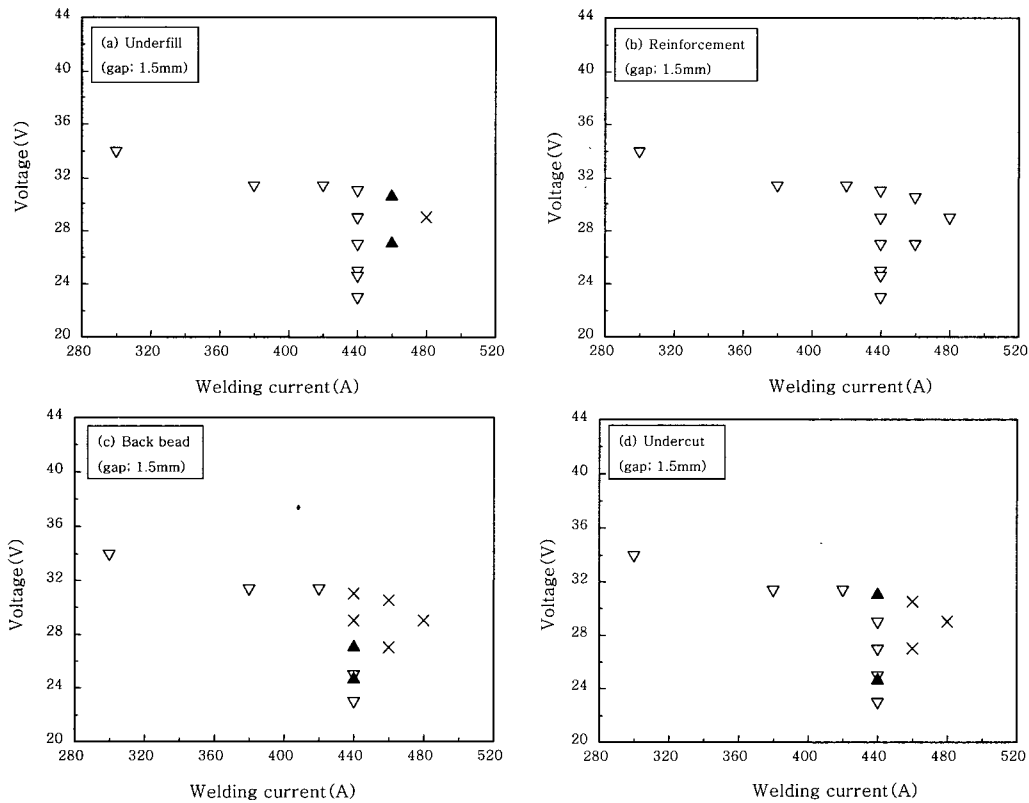 (a) Underfill
(gap; 1.5mm)
44
40
36
32
28
24
20
Voltage(V)
280 320 360 400 440 480 520
Welding current(A)
(b) Reinforcement
(gap; 1.5mm)
44
40
36
32
28
24
20
Voltage(V)
280 320 360 400 440 480 520
Welding current(A)
(c) Back bead
(gap; 1.5mm)
44
40
36
32
28
24
20
Voltage(V)
280 320 360 400 440 480 520
Welding current(A)
(d) Undercut
(gap; 1.5mm)
44
40
36
32
28
24
20
Voltage(V)
280 320 360 400 440 480 520
Welding current(A)